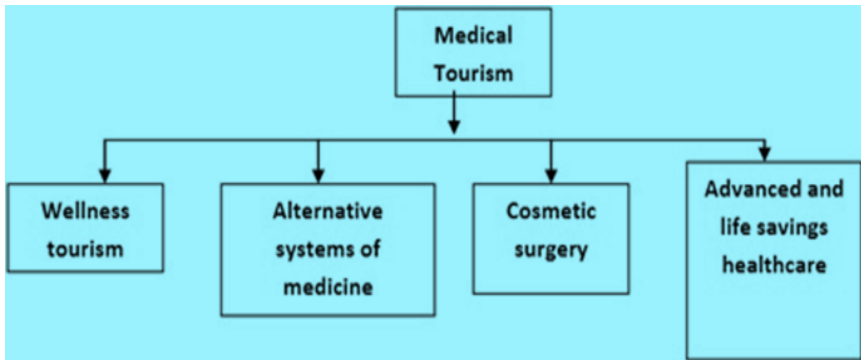 Medical
Tourism
Wellness
tourism
Alternative
systems of
medicine
Cosmetic
surgery
Advanced and
life savings
healthcare